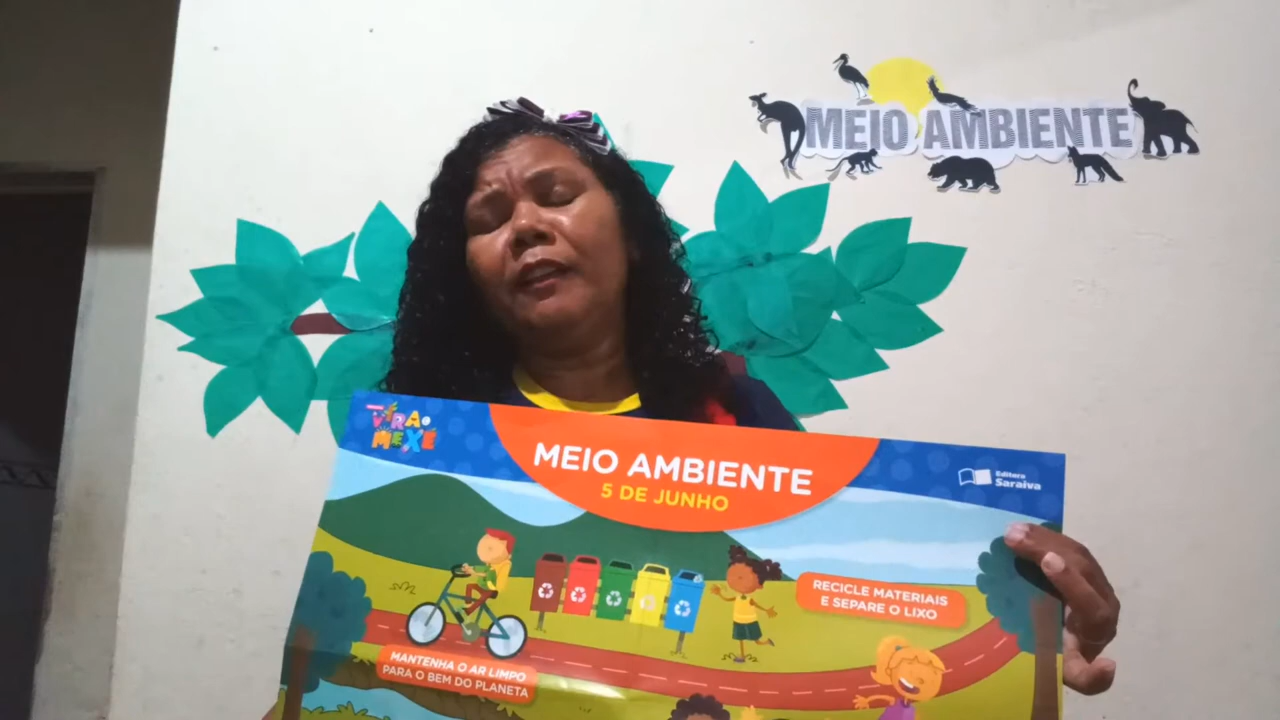 MEIO AMBIENTE
VIRA
MEXE
MEIO AMBIENTE
5 DE JUNHO
Editora
Saraiva
RECICLE MATERIAIS
E SEPARE O LIXO
MANTENHA O AR LIMPO
PARA O BEM DO PLANETA